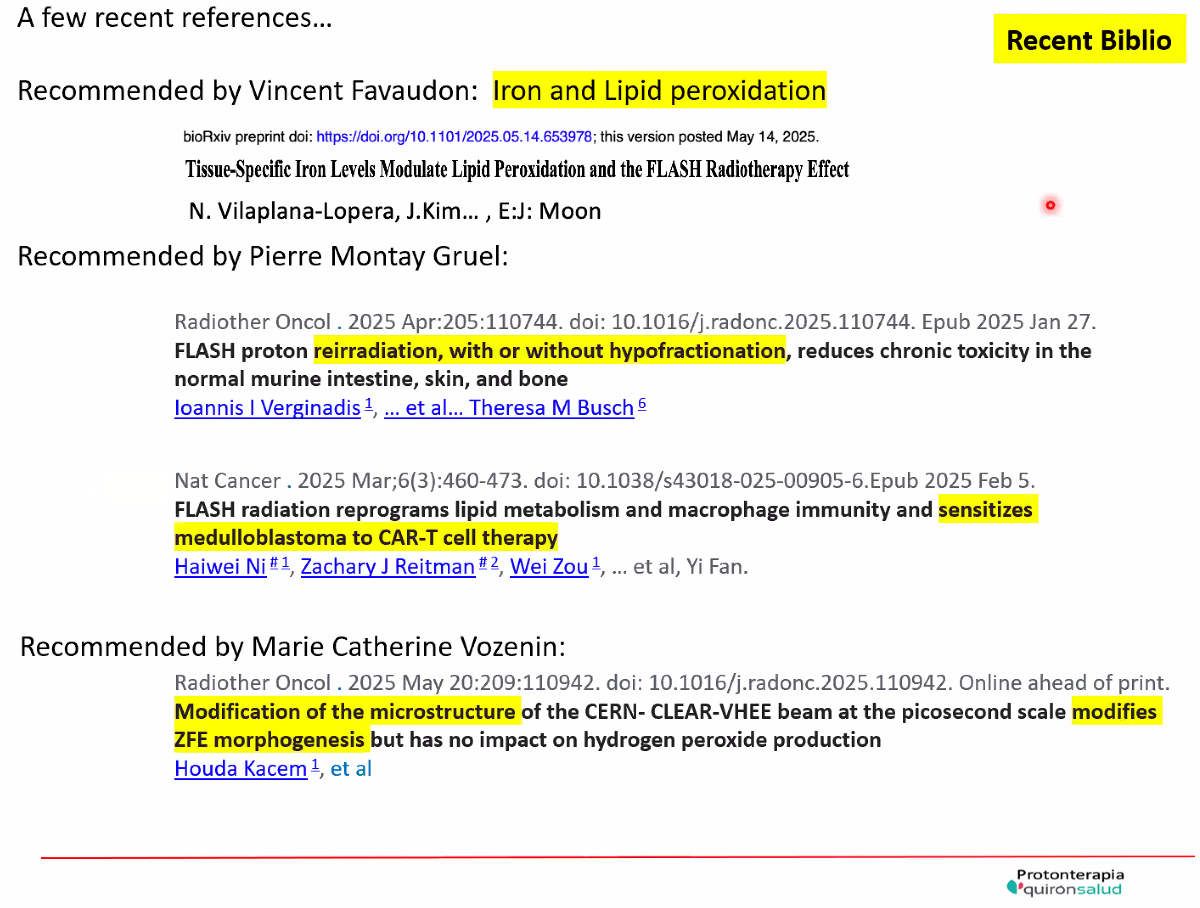 A few recent references...
Recent Biblio
Recommended by Vincent Favaudon: Iron and Lipid peroxidation
bioRxiv preprint doi: https://doi.org/10.1101/2025.05.14.653978; this version posted May 14, 2025.
Tissue-Specific Iron Levels Modulate Lipid Peroxidation and the FLASH Radiotherapy Effect
N. Vilaplana-Lopera, J.Kim... , E:J: Moon
Recommended by Pierre Montay Gruel:
Radiother Oncol . 2025 Apr:205:110744. doi: 10.1016/j.radonc.2025.110744. Epub 2025 Jan 27.
FLASH proton reirradiation, with or without hypofractionation, reduces chronic toxicity in the
normal murine intestine, skin, and bone
Ioannis I Verginadis 1, ... et al... Theresa M Busch 6
Nat Cancer . 2025 Mar;6(3):460-473. doi: 10.1038/s43018-025-00905-6.Epub 2025 Feb 5.
FLASH radiation reprograms lipid metabolism and macrophage immunity and sensitizes
medulloblastoma to CAR-T cell therapy
Haiwei Ni # 1, Zachary J Reitman # 2, Wei Zou 1, ... et al, Yi Fan.
Recommended by Marie Catherine Vozenin:
Radiother Oncol . 2025 May 20:209:110942. doi: 10.1016/j.radonc.2025.110942. Online ahead of print.
Modification of the microstructure of the CERN- CLEAR-VHEE beam at the picosecond scale modifies
ZFE morphogenesis but has no impact on hydrogen peroxide production
Houda Kacem 1, et al
Protonterapia
quirónsalud